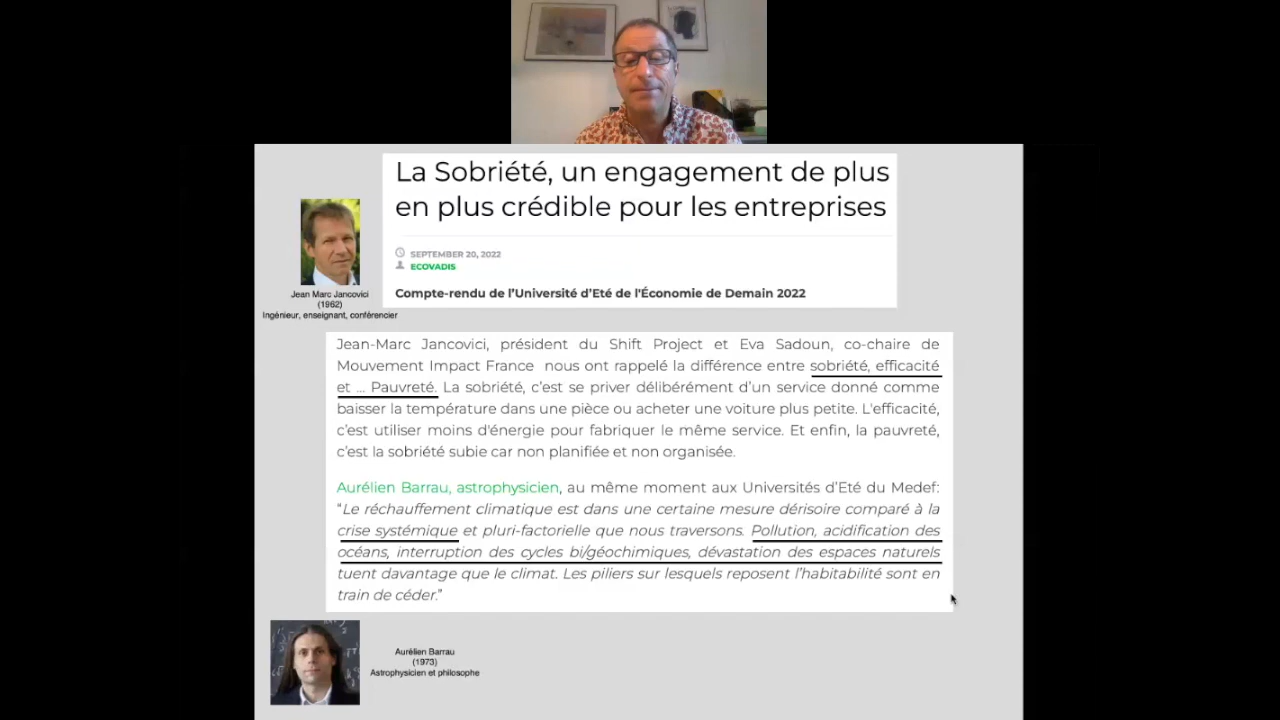 La Sobriété, un engagement de plus
en plus crédible pour les entreprises
SEPTEMBER 20, 2022
ECOVADIS
Compte-rendu de l’Université d’Eté de l'Économie de Demain 2022
Jean Marc Jancovici
(1962)
Ingénieur, enseignant, conférencier
Jean-Marc Jancovici, président du Shift Project et Eva Sadoun, co-chaire de
Mouvement Impact France nous ont rappelé la différence entre sobriété, efficacité
et ... Pauvreté. La sobriété, c’est se priver délibérément d’un service donné comme
baisser la température dans une pièce ou acheter une voiture plus petite. L'efficacité,
c’est utiliser moins d'énergie pour fabriquer le même service. Et enfin, la pauvreté,
c’est la sobriété subie car non planifiée et non organisée.
Aurélien Barrau, astrophysicien, au même moment aux Universités d’Eté du Medef:
“Le réchauffement climatique est dans une certaine mesure dérisoire comparé à la
crise systémique et pluri-factorielle que nous traversons. Pollution, acidification des
océans, interruption des cycles bi/géochimiques, dévastation des espaces naturels
tuent davantage que le climat. Les piliers sur lesquels reposent l’habitabilité sont en
train de céder.”
Aurélien Barrau
(1973)
Astrophysicien et philosophe